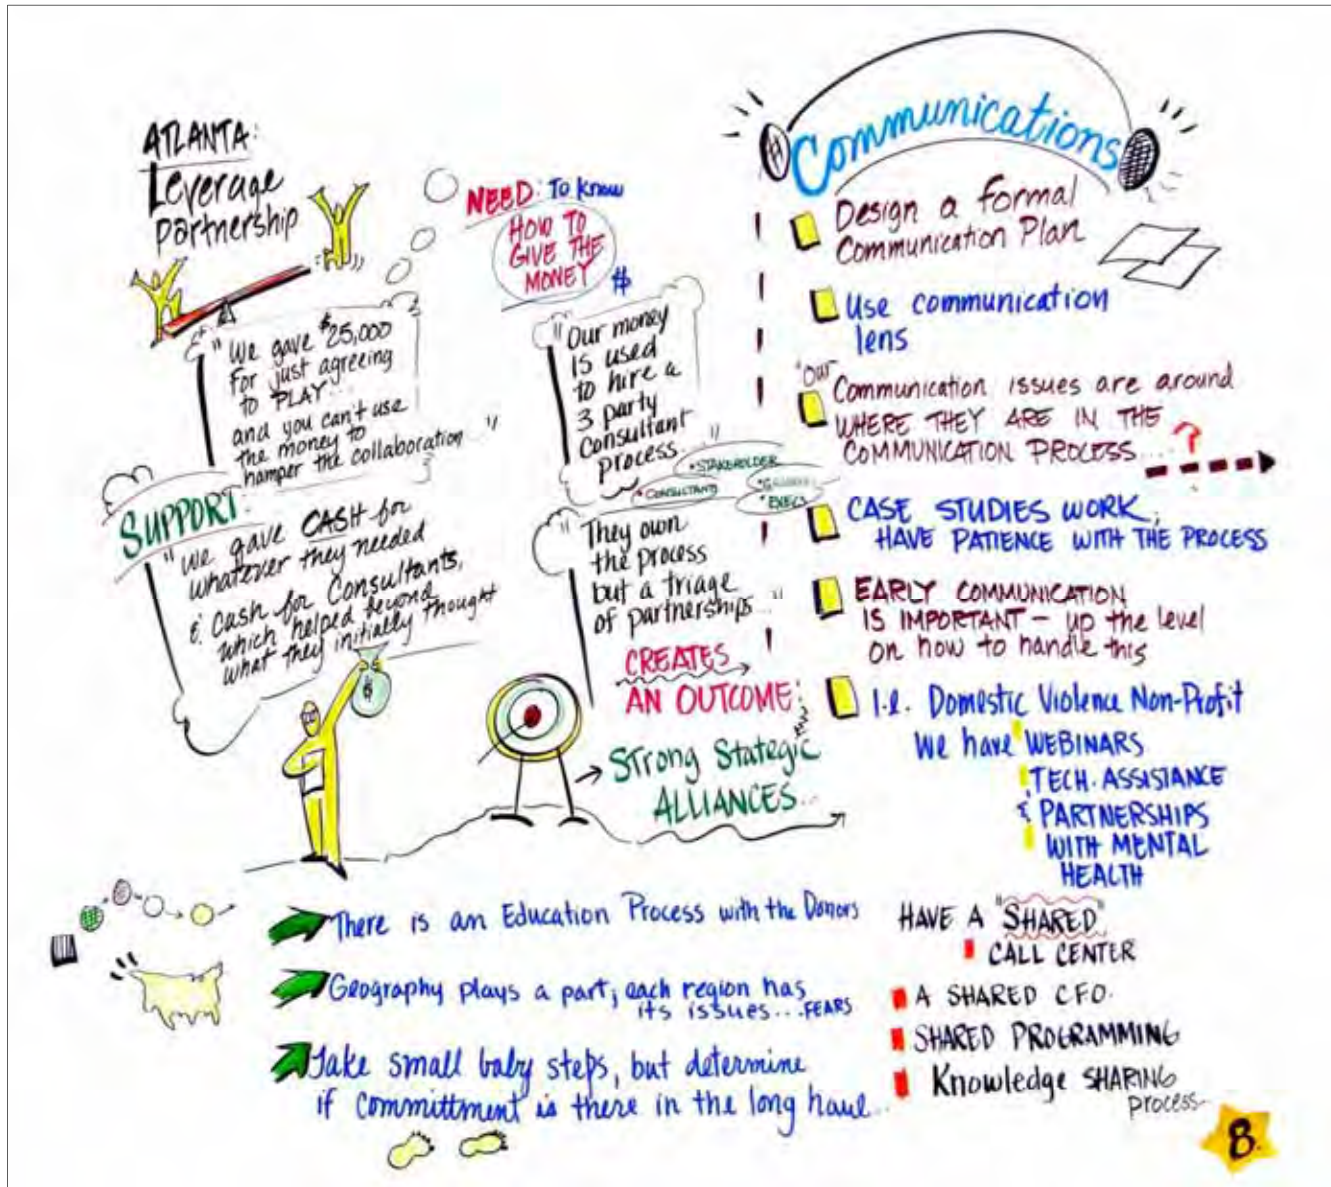 ATLANTA:
Leverage
partnership
NEED: To know
HOW TO
GIVE THE
MONEY
$
"We gave $25,000
for just agreeing
to PLAY...
and you can't use
the money to
hamper the collaboration"
SUPPORT:
"We gave CASH for
whatever they needed
& Cash for Consultants,
which helped beyond
what they initially thought
$
"Our money
is used
to hire a
3 party
consultant
process..."
• STAKEHOLDER
• CONSULTANT
• EXECS
"They own
the process
but a triage
of partnerships..."
CREATES
AN OUTCOME:
Strong Stategic
ALLIANCES...
There is an Education Process with the Donors
Geography plays a part; each region has
its issues...FEARS
Take small baby steps, but determine
if committment is there in the long haul...
Communications
Design a formal
Communication Plan
Use communication
lens
"Our
Communication issues are around
WHERE THEY ARE IN THE
COMMUNICATION PROCESS...?
CASE STUDIES WORK;
HAVE PATIENCE WITH THE PROCESS
EARLY COMMUNICATION
IS IMPORTANT - up the level
on how to handle this
I.e. Domestic Violence Non-Profit
We have WEBINARS
TECH. ASSISTANCE
& PARTNERSHIPS
WITH MENTAL
HEALTH
HAVE A "SHARED"
CALL CENTER
A SHARED CFO.
SHARED PROGRAMMING
Knowledge SHARING
process
8.